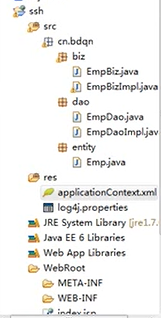 ssh
src
cn.bdqn
biz
EmpBiz.java
EmpBizImpl.java
dao
EmpDao.java
EmpDaoImpl.java
entity
Emp.java
res
applicationContext.xml
log4j.properties
JRE System Library [jre1.7.
Java EE 6 Libraries
Web App Libraries
WebRoot
META-INF
WEB-INF
index.jsp